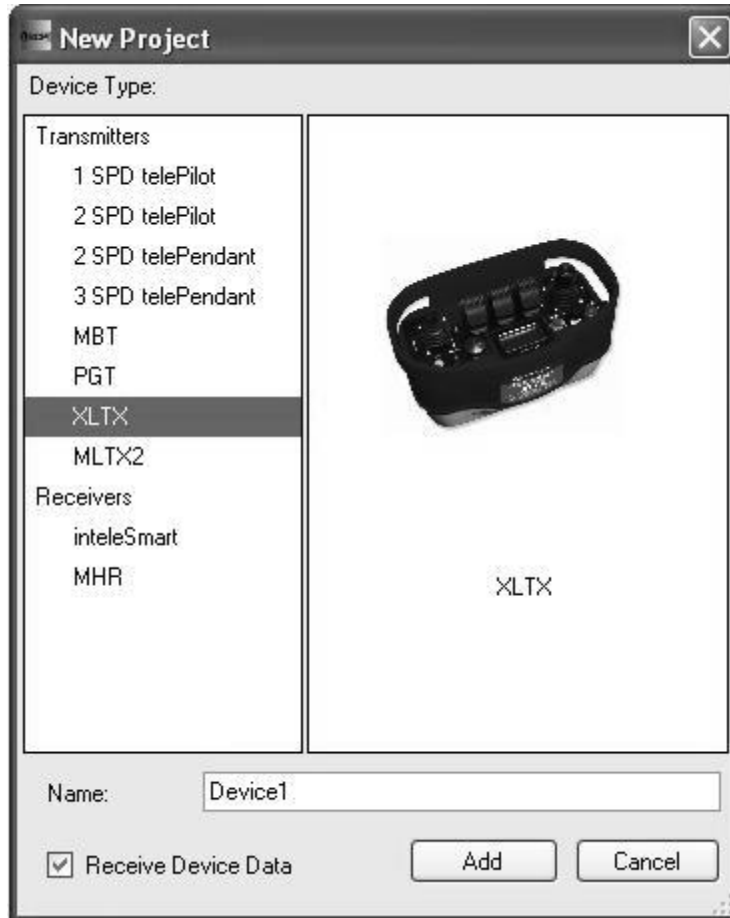 New Project
Device Type:
Transmitters
1 SPD telePilot
2 SPD telePilot
2 SPD telePendant
3 SPD telePendant
MBT
PGT
XLTX
MLTX2
Receivers
inteleSmart
MHR
XLTX
Name:
Device1
Receive Device Data
Add
Cancel